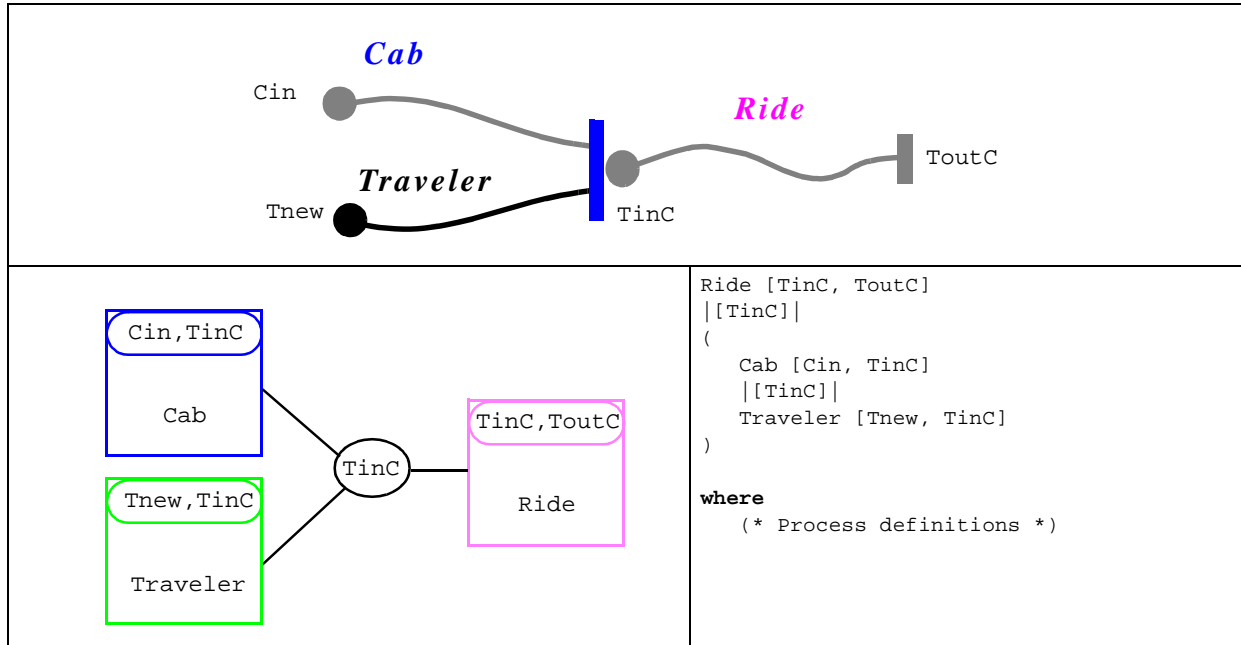 Cab
Cin
Ride
ToutC
Traveler
Tnew
TinC
Cin,TinC
Cab
TinC,ToutC
TinC
Tnew,TinC
Ride
Traveler
Ride [TinC, ToutC]
|[TinC]|
(
Cab [Cin, TinC]
|[TinC]|
Traveler [Tnew, TinC]
)
where
(* Process definitions *)